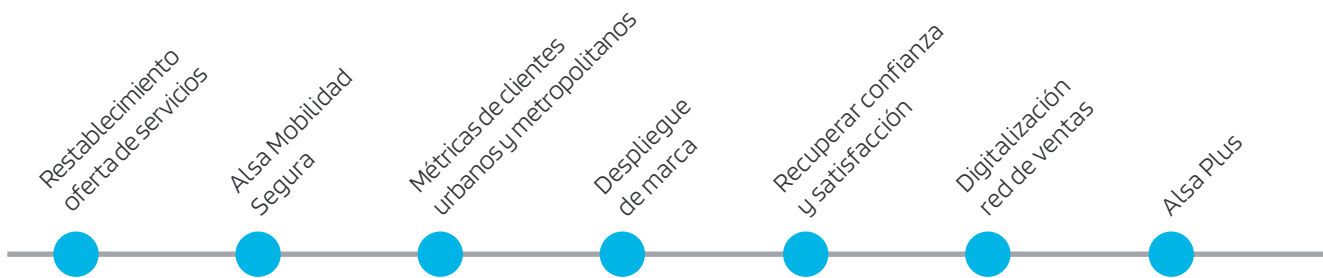 Restablecimiento
oferta de servicios
Alsa Mobilidad
Segura
Métricas de clientes
urbanos y metropolitanos
Despliegue
de marca
Recuperar confianza
y satisfacción
Digitalización
red de ventas
Alsa Plus